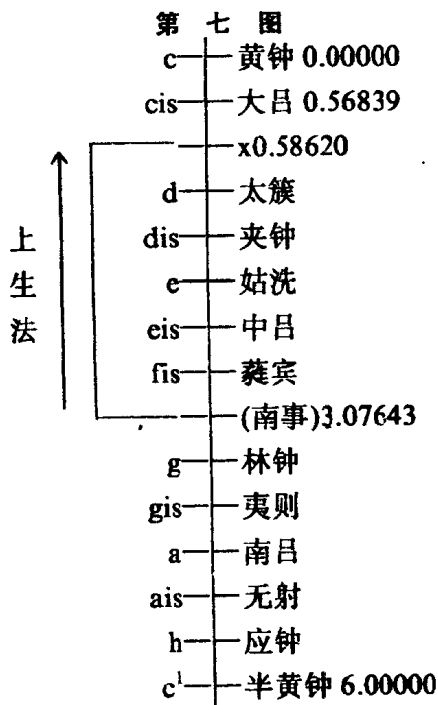 第 七 图
c 黄钟 0.00000
cis 大吕 0.56839
x0.58620
d 太簇
dis 夹钟
e 姑洗
eis 中吕
fis 蕤宾
(南事)3.07643
g 林钟
gis 夷则
a 南吕
ais 无射
h 应钟
c¹ 半黄钟 6.00000
上生法